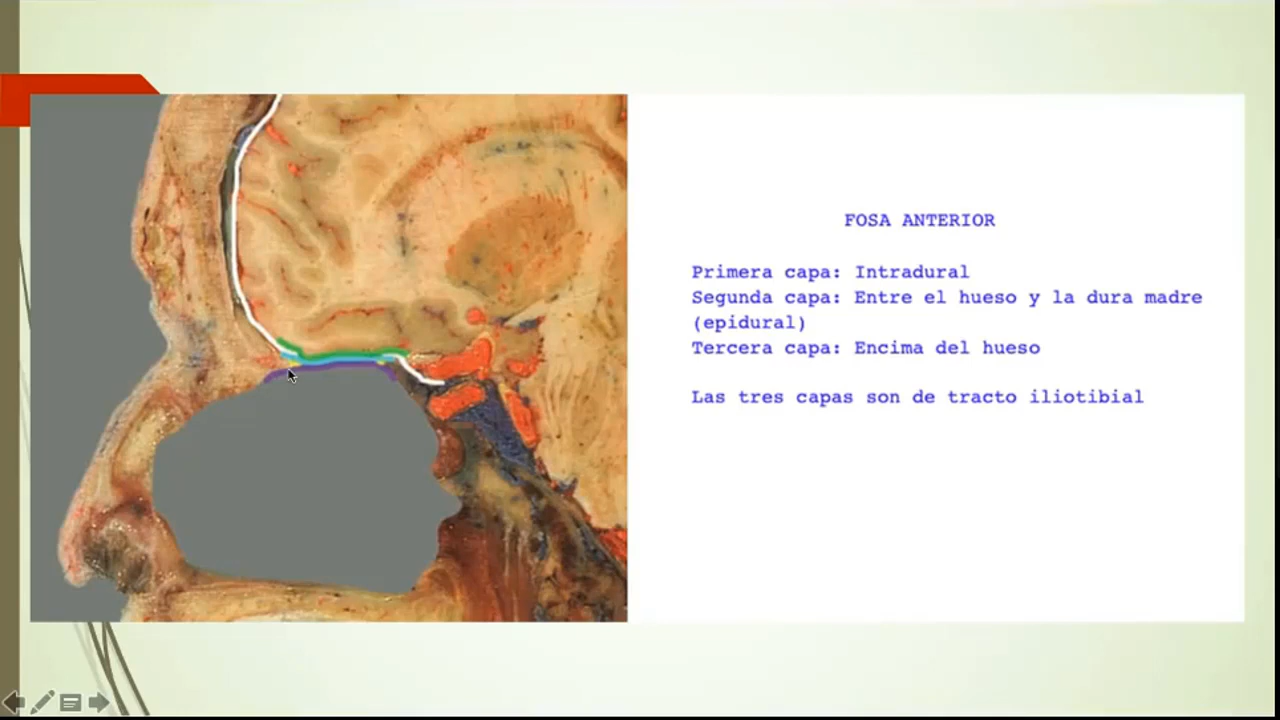 FOSA ANTERIOR
Primera capa: Intradural
Segunda capa: Entre el hueso y la dura madre
(epidural)
Tercera capa: Encima del hueso
Las tres capas son de tracto iliotibial